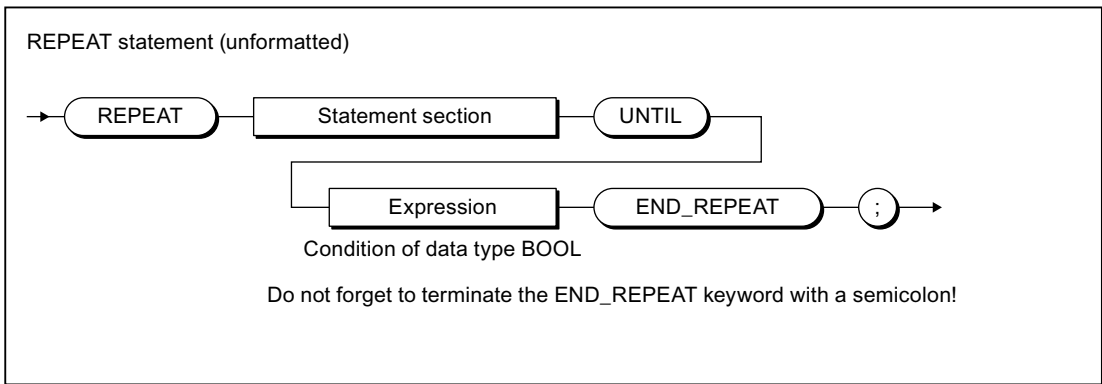 REPEAT statement (unformatted)
REPEAT Statement section UNTIL
Expression END_REPEAT ;
Condition of data type BOOL
Do not forget to terminate the END_REPEAT keyword with a semicolon!